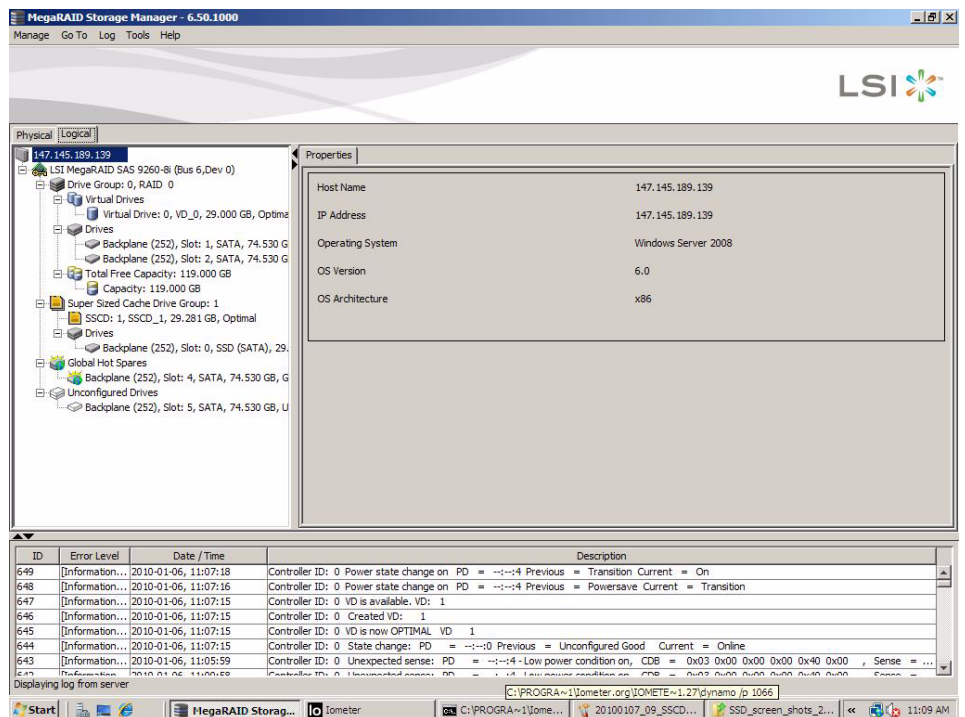 MegaRAID Storage Manager - 6.50.1000
Manage Go To Log Tools Help
LSI
Physical Logical
147.145.189.139
LSI MegaRAID SAS 9260-8i (Bus 6,Dev 0)
Drive Group: 0, RAID 0
Virtual Drives
Virtual Drive: 0, VD_0, 29.000 GB, Optima
Drives
Backplane (252), Slot: 1, SATA, 74.530 G
Backplane (252), Slot: 2, SATA, 74.530 G
Total Free Capacity: 119.000 GB
Capacity: 119.000 GB
Super Sized Cache Drive Group: 1
SSCD: 1, SSCD_1, 29.281 GB, Optimal
Drives
Backplane (252), Slot: 0, SSD (SATA), 29.
Global Hot Spares
Backplane (252), Slot: 4, SATA, 74.530 GB, G
Unconfigured Drives
Backplane (252), Slot: 5, SATA, 74.530 GB, U
Properties
Host Name 147.145.189.139
IP Address 147.145.189.139
Operating System Windows Server 2008
OS Version 6.0
OS Architecture x86
ID Error Level Date / Time Description
649 [Information... 2010-01-06, 11:07:18 Controller ID: 0 Power state change on PD = --:--:4 Previous = Transition Current = On
648 [Information... 2010-01-06, 11:07:16 Controller ID: 0 Power state change on PD = --:--:4 Previous = Powersave Current = Transition
647 [Information... 2010-01-06, 11:07:15 Controller ID: 0 VD is available. VD: 1
646 [Information... 2010-01-06, 11:07:15 Controller ID: 0 Created VD: 1
645 [Information... 2010-01-06, 11:07:15 Controller ID: 0 VD is now OPTIMAL VD 1
644 [Information... 2010-01-06, 11:07:15 Controller ID: 0 State change: PD = --:--:0 Previous = Unconfigured Good Current = Online
643 [Information... 2010-01-06, 11:05:59 Controller ID: 0 Unexpected sense: PD = --:--:4 - Low power condition on, CDB = 0x03 0x00 0x00 0x00 0x40 0x00 , Sense = ...
Displaying log from server
C:\PROGRA~1\Iometer.org\IOMETE~1.27\dynamo /p 1066
Start MegaRAID Storag... Iometer C:\PROGRA~1\Iome... 20100107_09_SSCD... SSD_screen_shots_2... « 11:09 AM